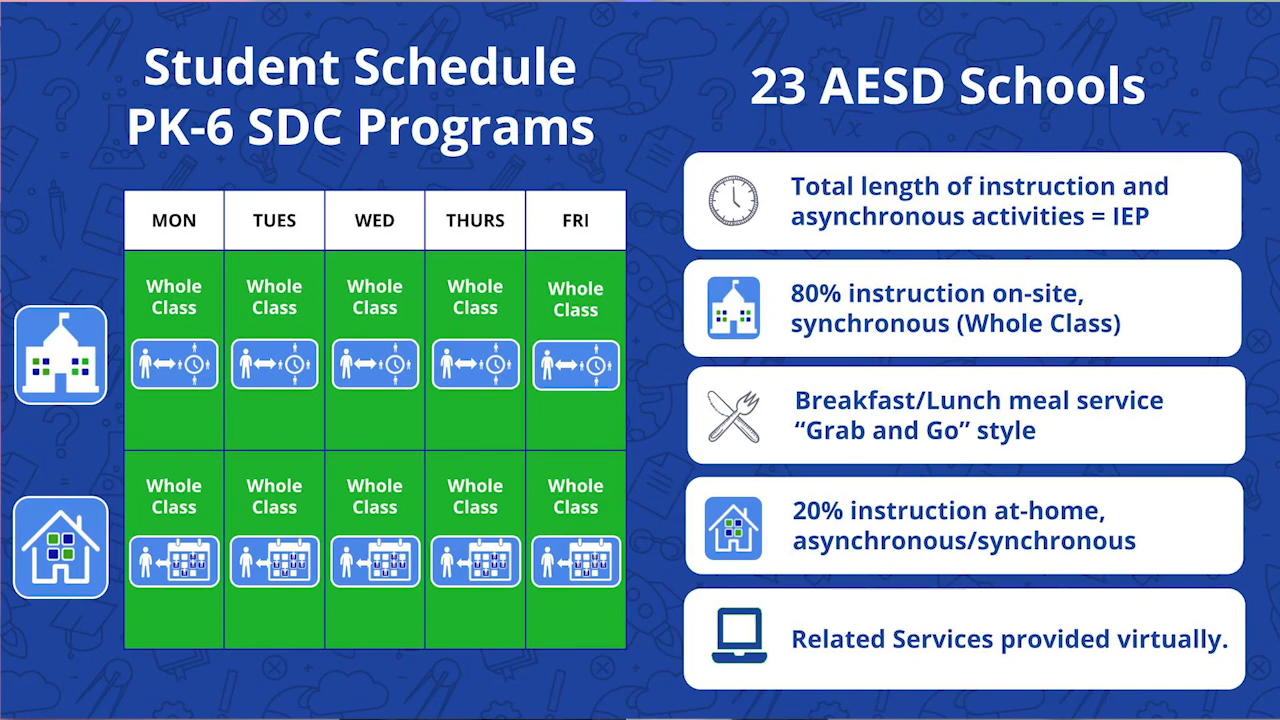 Student Schedule
PK-6 SDC Programs
MON TUES WED THURS FRI
Whole Whole Whole Whole Whole
Class Class Class Class Class
Whole Whole Whole Whole Whole
Class Class Class Class Class
23 AESD Schools
Total length of instruction and
asynchronous activities = IEP
80% instruction on-site,
synchronous (Whole Class)
Breakfast/Lunch meal service
“Grab and Go” style
20% instruction at-home,
asynchronous/synchronous
Related Services provided virtually.